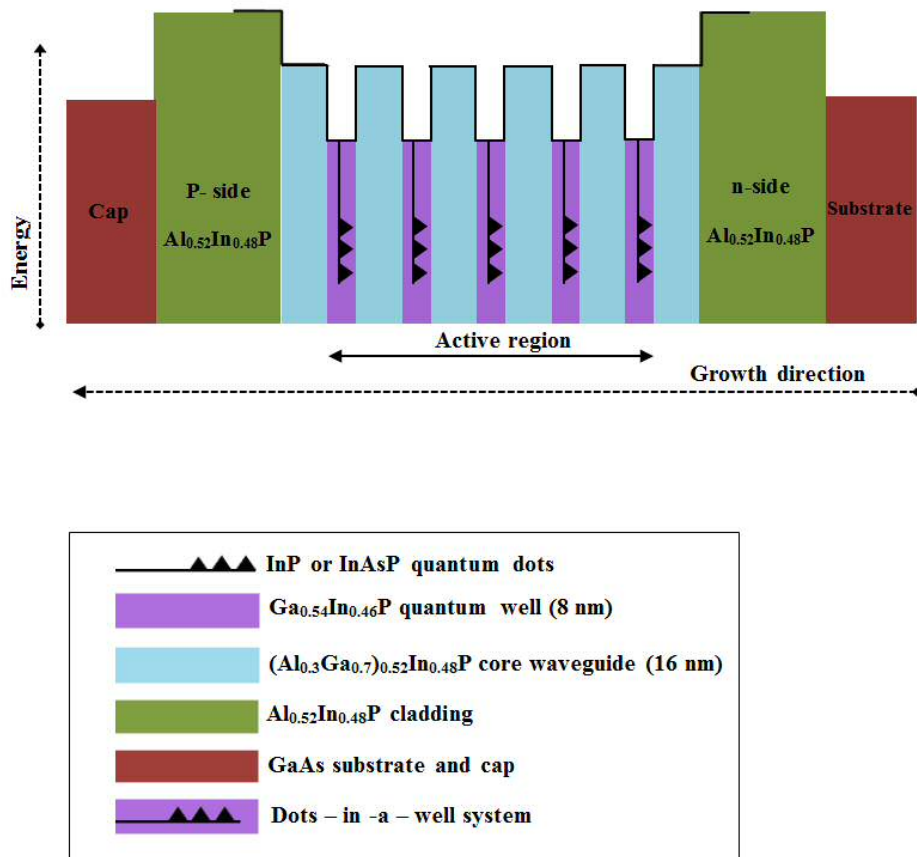 Energy
Cap
P- side
Al₀.₅₂In₀.₄₈P
n-side
Al₀.₅₂In₀.₄₈P
Substrate
Active region
Growth direction
InP or InAsP quantum dots
Ga₀.₅₄In₀.₄₆P quantum well (8 nm)
(Al₀.₃Ga₀.₇)₀.₅₂In₀.₄₈P core waveguide (16 nm)
Al₀.₅₂In₀.₄₈P cladding
GaAs substrate and cap
Dots – in -a – well system